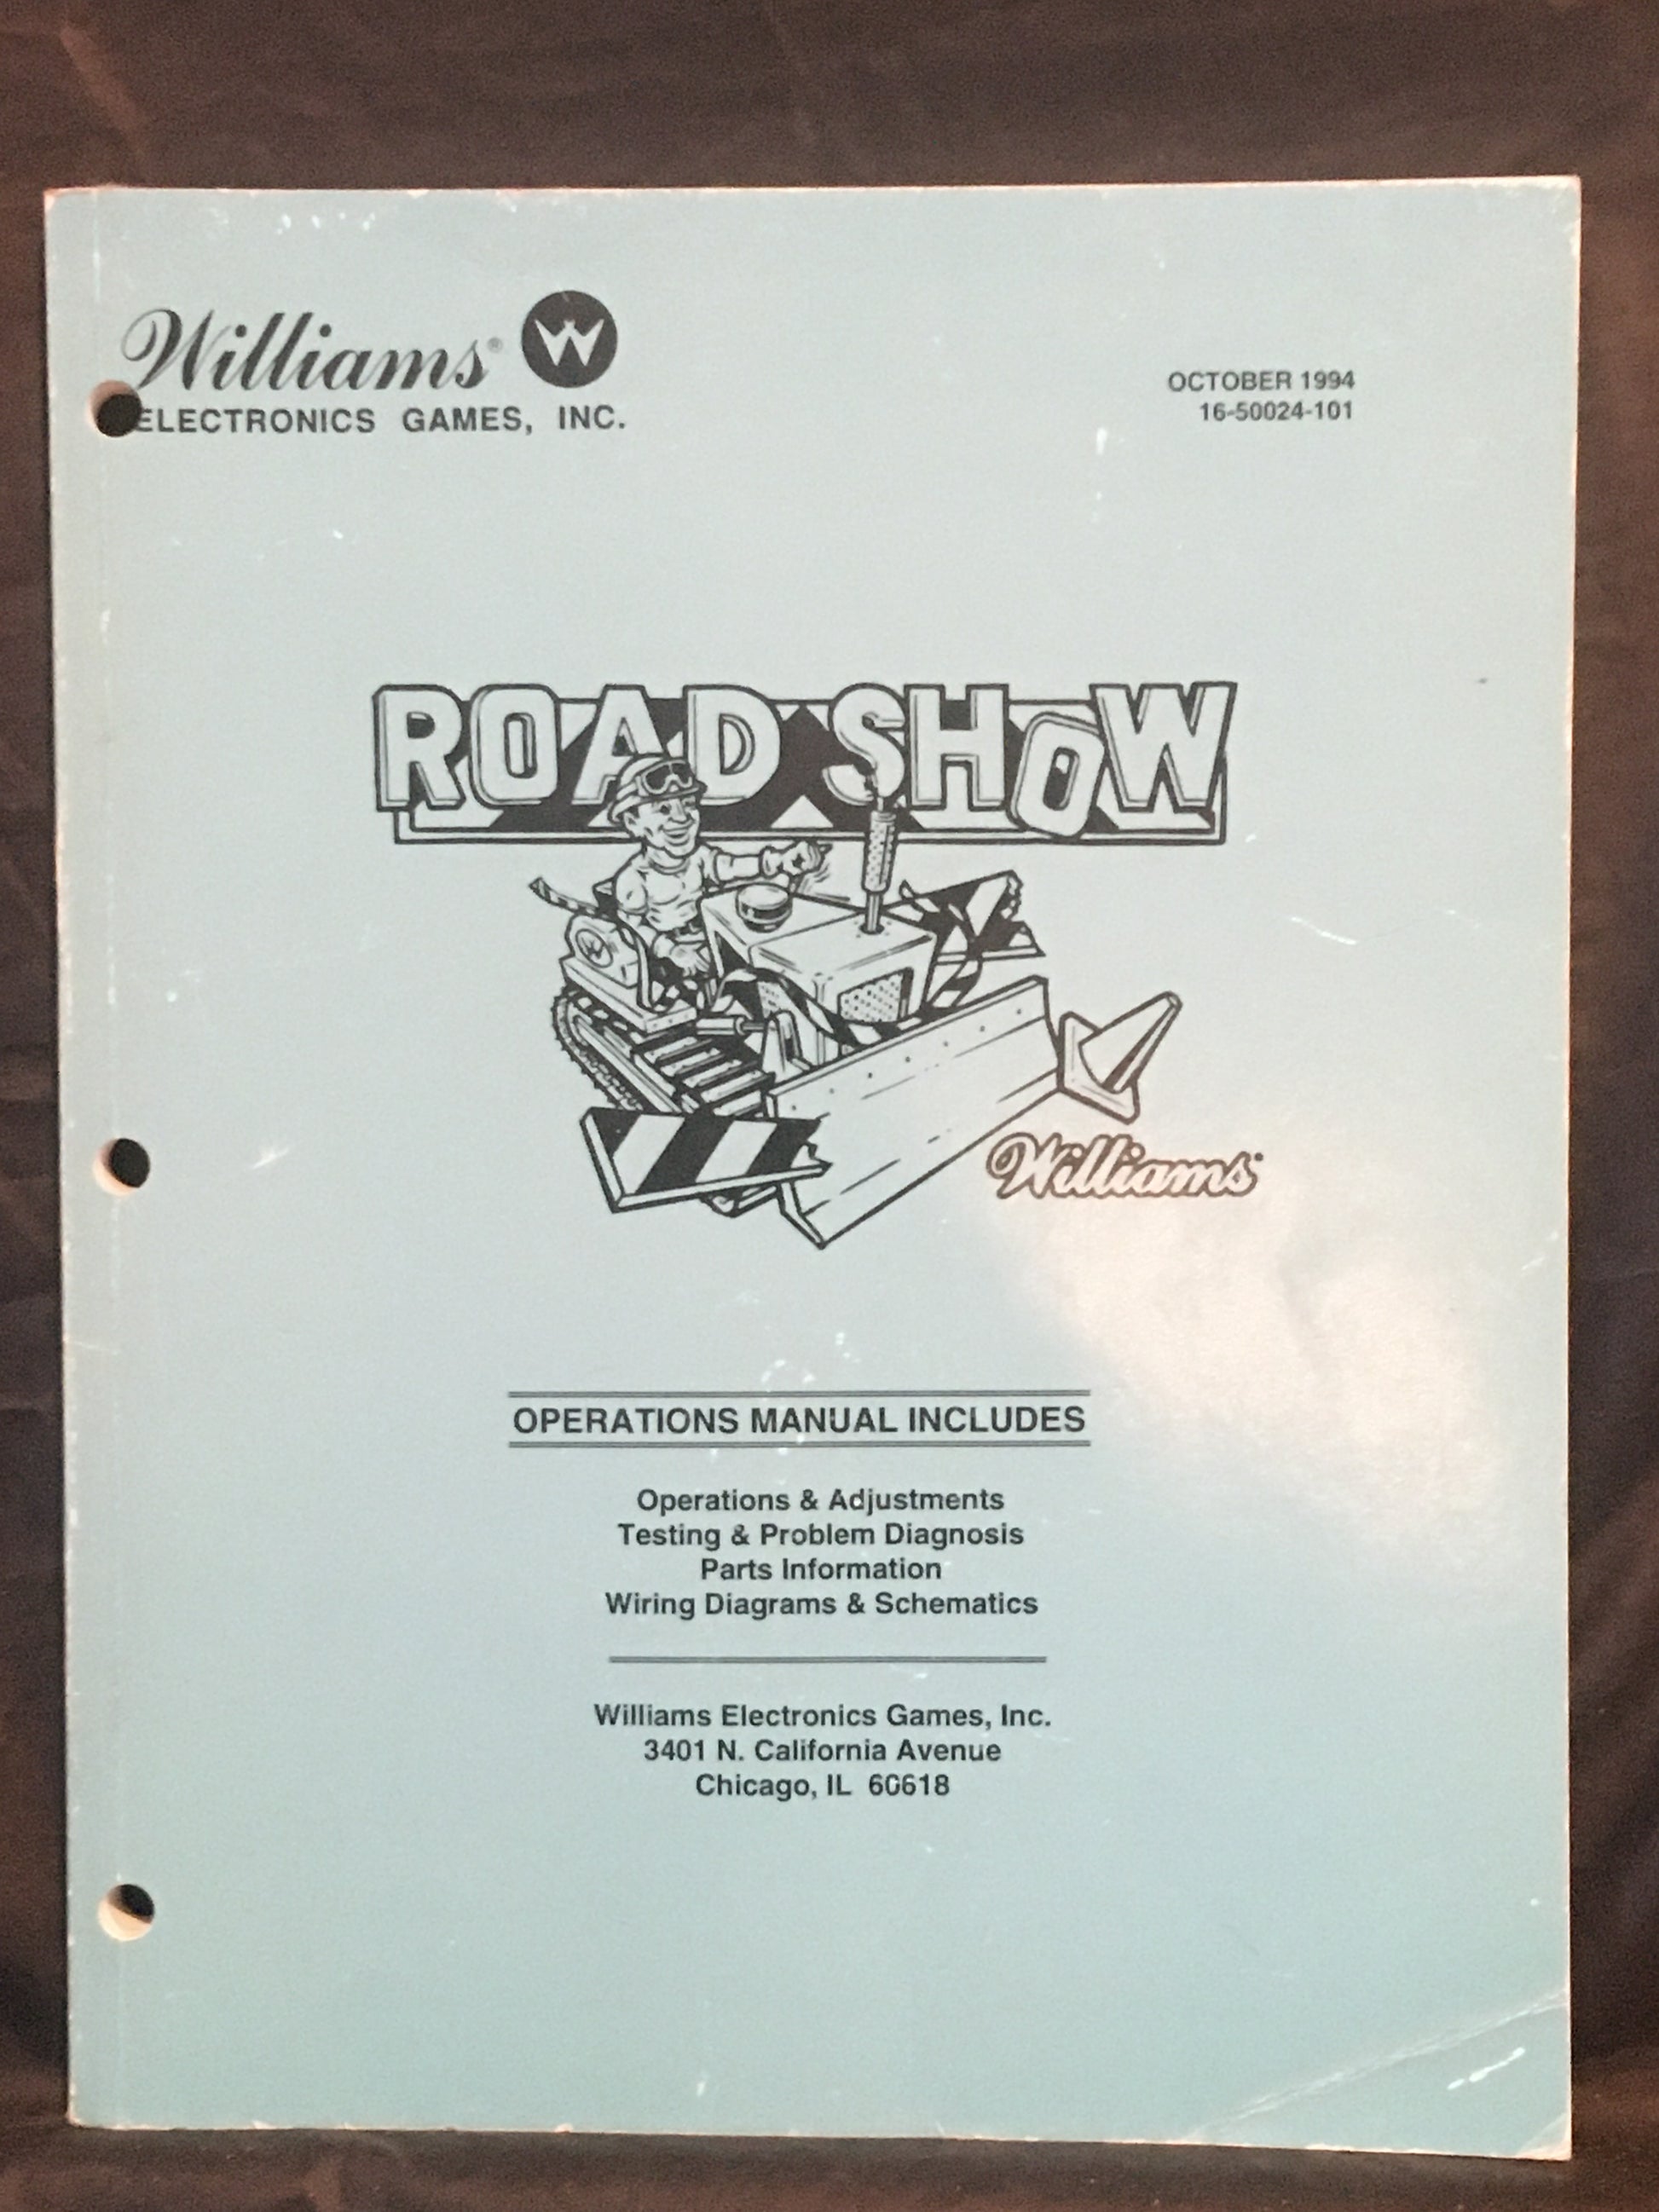 Williams®
ELECTRONICS GAMES, INC.
OCTOBER 1994
16-50024-101
ROAD SHOW
Williams
OPERATIONS MANUAL INCLUDES
Operations & Adjustments
Testing & Problem Diagnosis
Parts Information
Wiring Diagrams & Schematics
Williams Electronics Games, Inc.
3401 N. California Avenue
Chicago, IL 60618